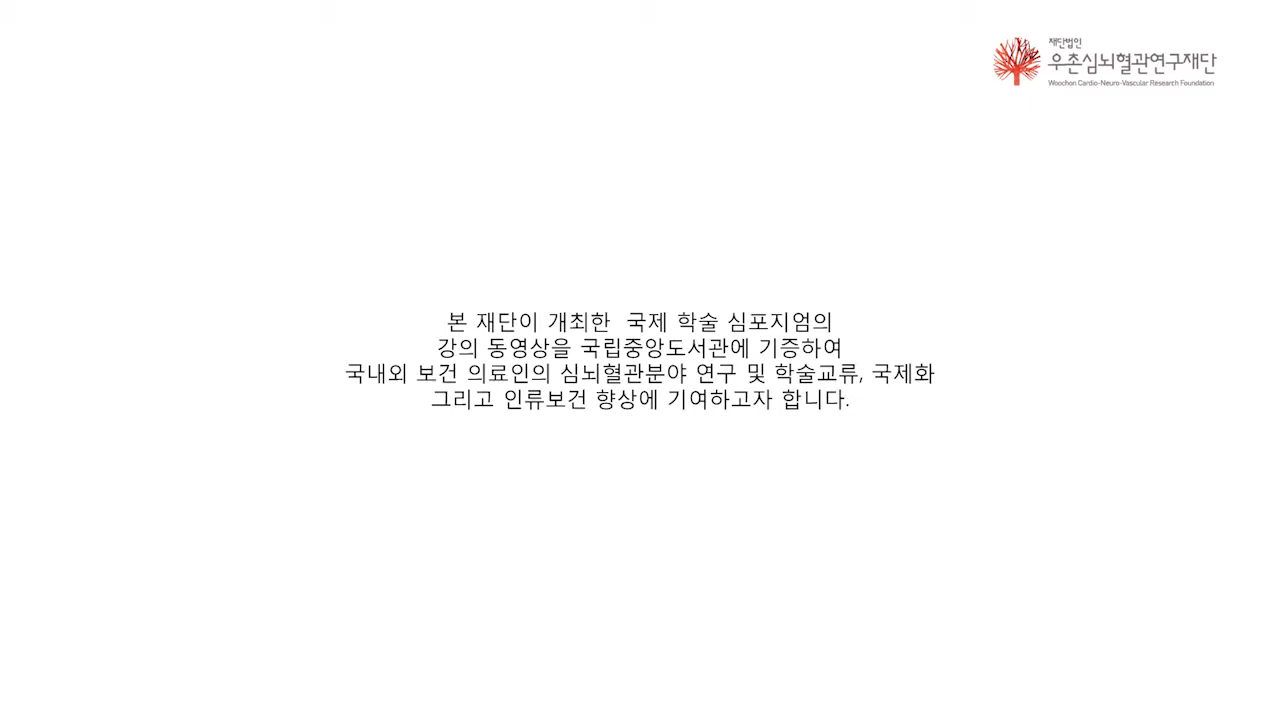 재단법인
우촌심뇌혈관연구재단
Woochon Cardio-Neuro-Vascular Research Foundation
본 재단이 개최한 국제 학술 심포지엄의
강의 동영상을 국립중앙도서관에 기증하여
국내외 보건 의료인의 심뇌혈관분야 연구 및 학술교류, 국제화
그리고 인류보건 향상에 기여하고자 합니다.